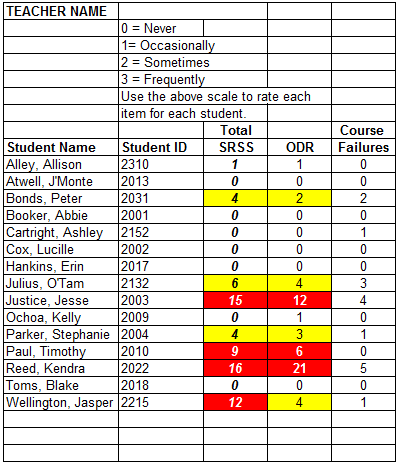 TEACHER NAME
0 = Never
1= Occasionally
2 = Sometimes
3 = Frequently
Use the above scale to rate each
item for each student.
Total Course
Student Name Student ID SRSS ODR Failures
Alley, Allison 2310 1 1 0
Atwell, J'Monte 2013 0 0 0
Bonds, Peter 2031 4 2 2
Booker, Abbie 2001 0 0 0
Cartright, Ashley 2152 0 0 1
Cox, Lucille 2002 0 0 0
Hankins, Erin 2017 0 0 0
Julius, O'Tam 2132 6 4 3
Justice, Jesse 2003 15 12 4
Ochoa, Kelly 2009 0 1 0
Parker, Stephanie 2004 4 3 1
Paul, Timothy 2010 9 6 0
Reed, Kendra 2022 16 21 5
Toms, Blake 2018 0 0 0
Wellington, Jasper 2215 12 4 1